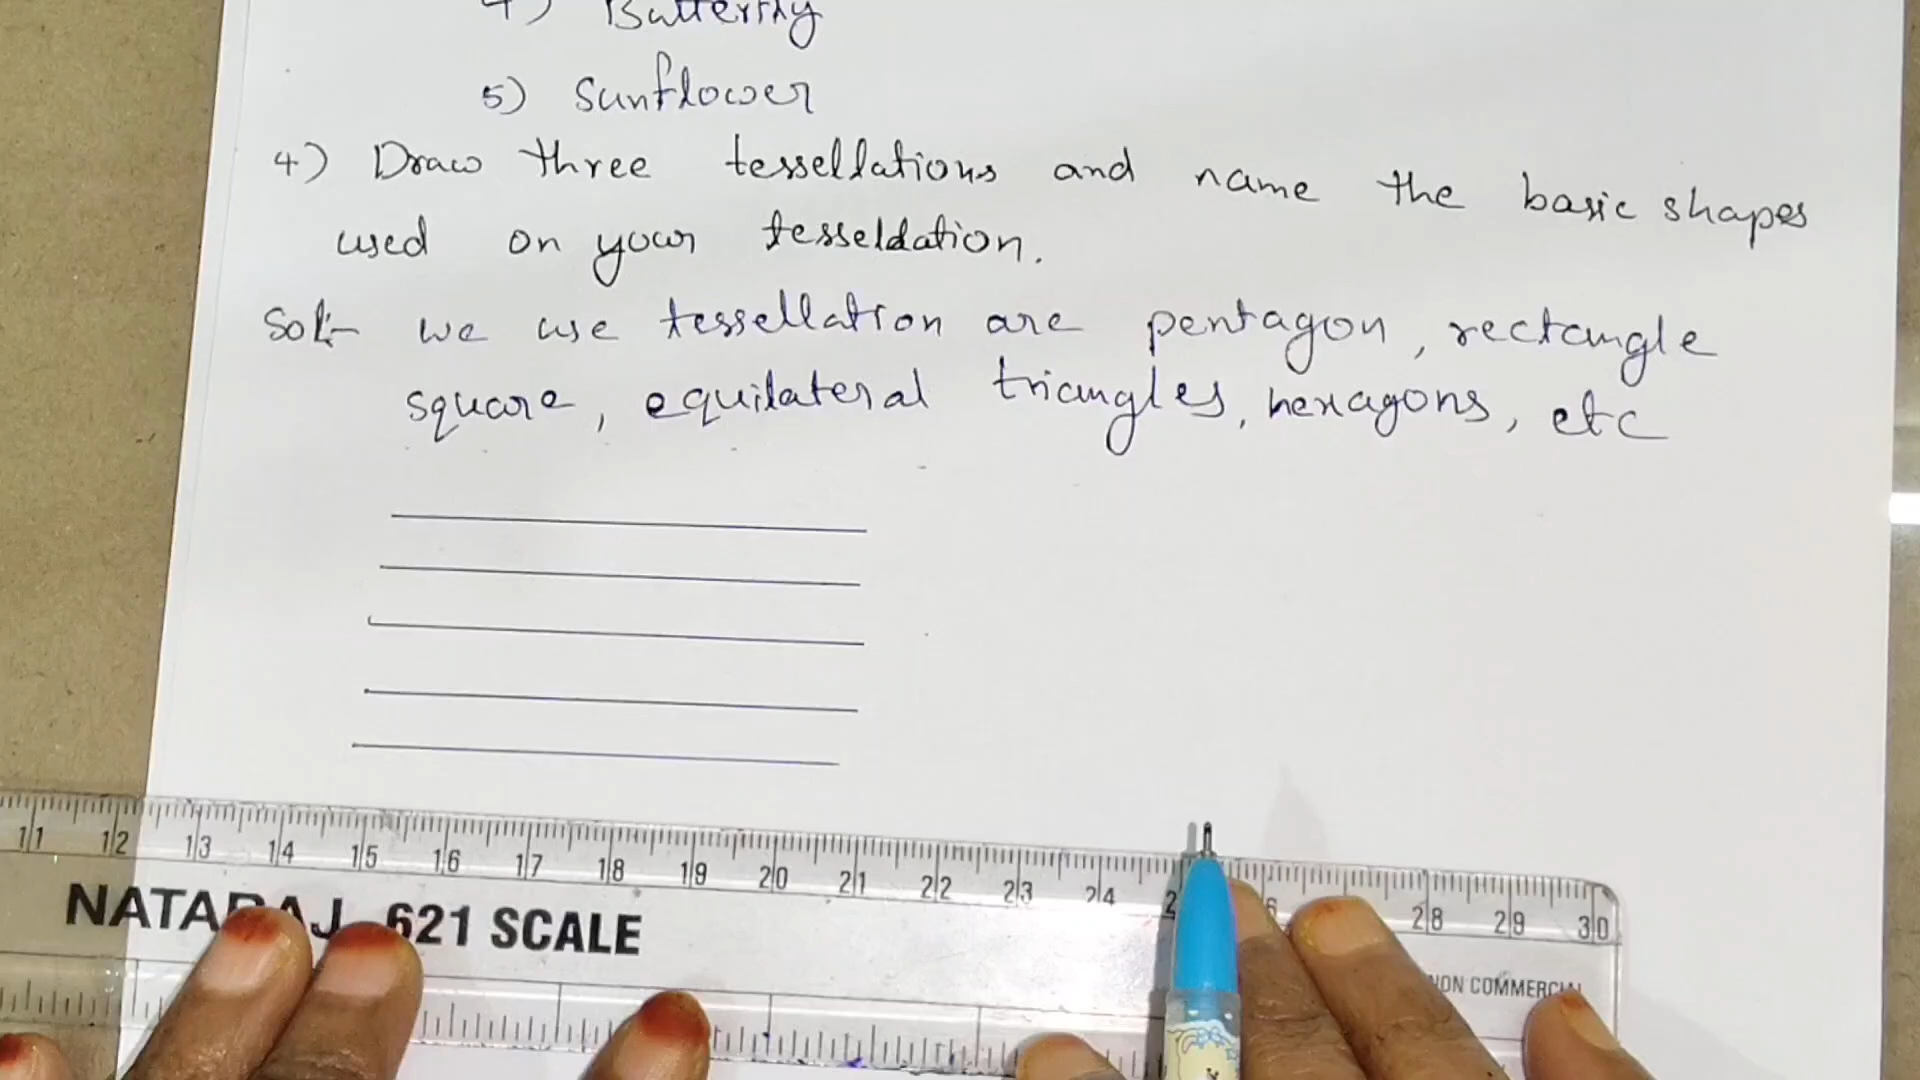 4) Butterfly
5) Sunflower
4) Draw three tessellations and name the basic shapes
used on your tesseldation.
Sol:- we use tessellation are pentagon, rectangle
square, equilateral triangles, hexagons, etc
11 12 13 14 15 16 17 18 19 20 21 22 23 24 28 29 30
NATARAJ 621 SCALE
NON COMMERCIAL